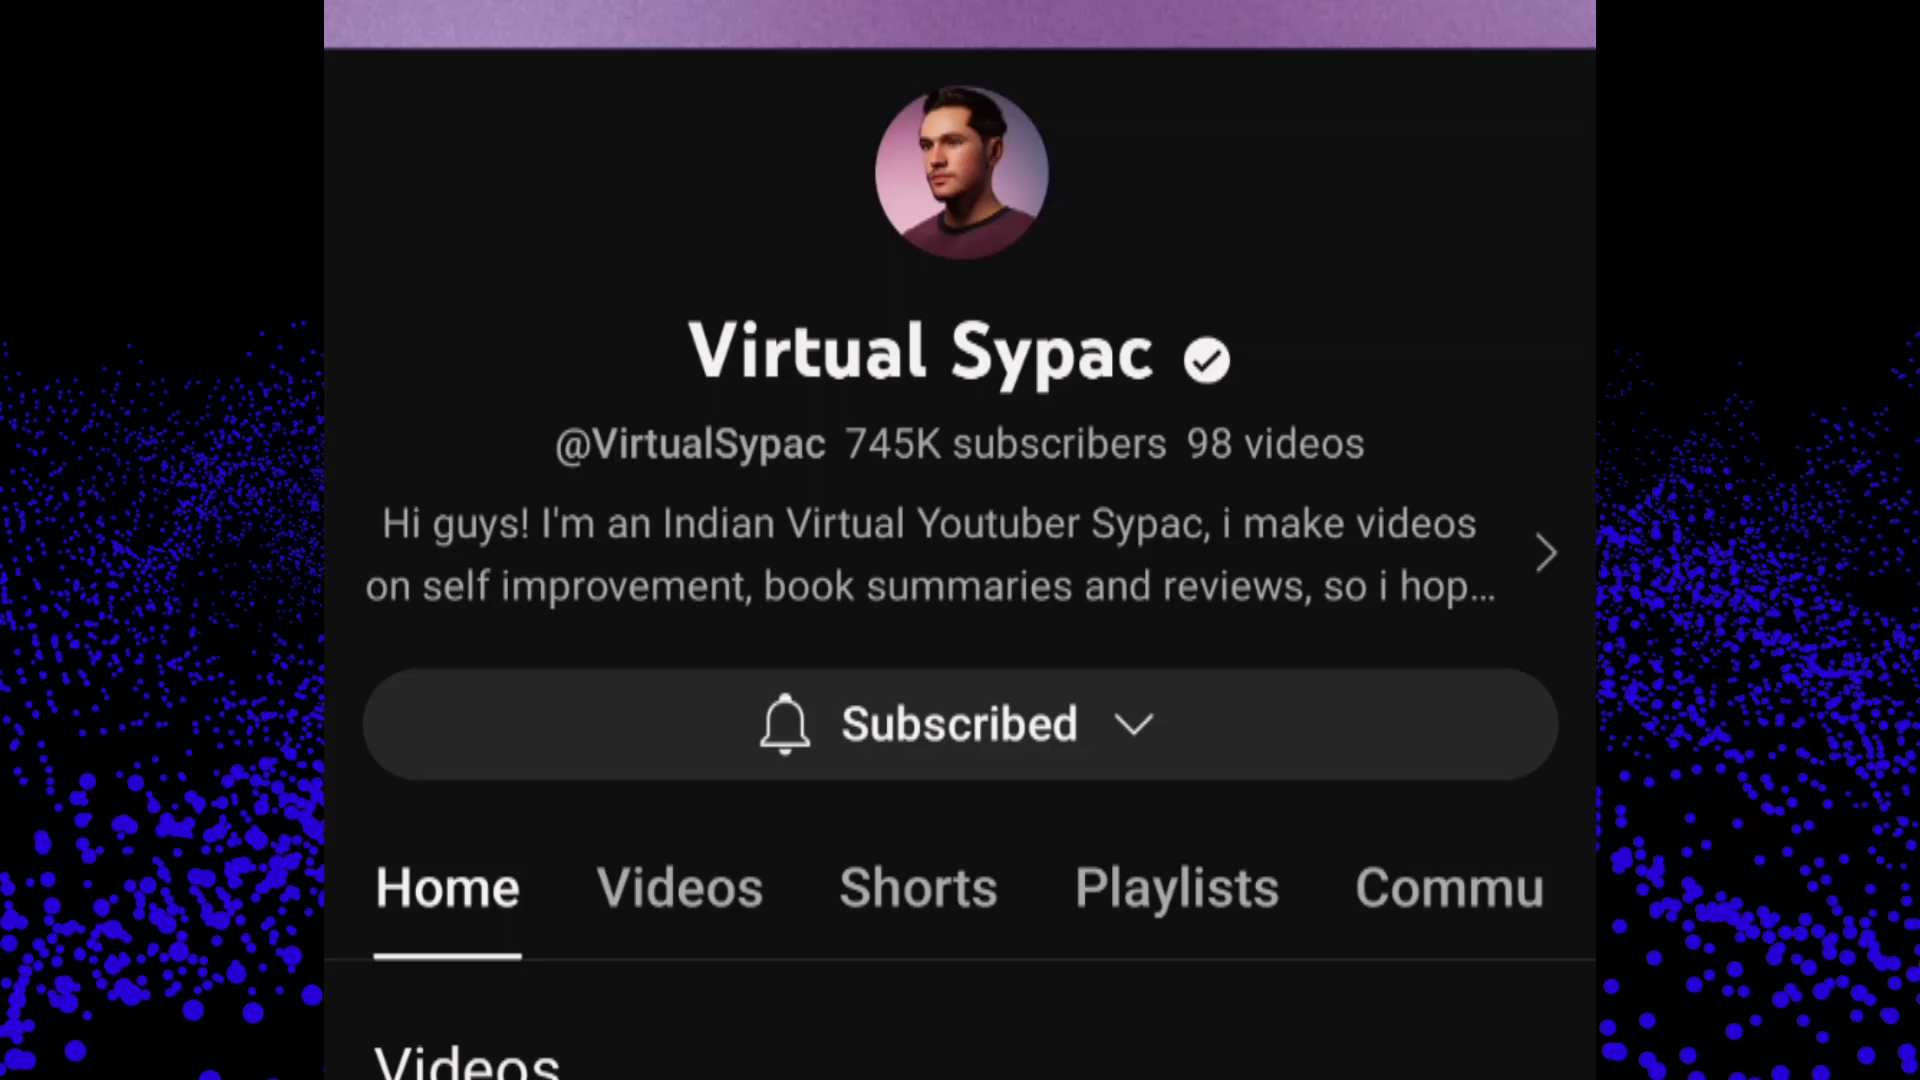 Virtual Sypac
@VirtualSypac 745K subscribers 98 videos
Hi guys! I'm an Indian Virtual Youtuber Sypac, i make videos
on self improvement, book summaries and reviews, so i hop...
Subscribed
Home Videos Shorts Playlists Commu
Videos